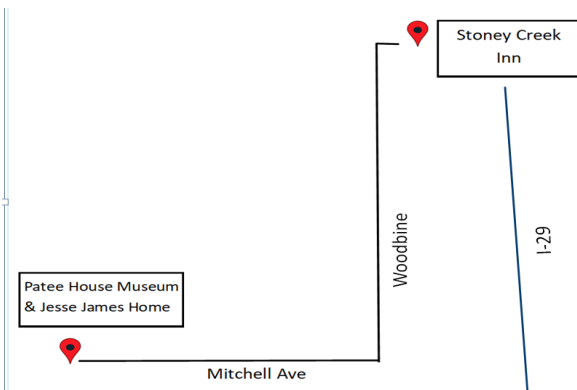 Stoney Creek
Inn
Woodbine
I-29
Patee House Museum
& Jesse James Home
Mitchell Ave